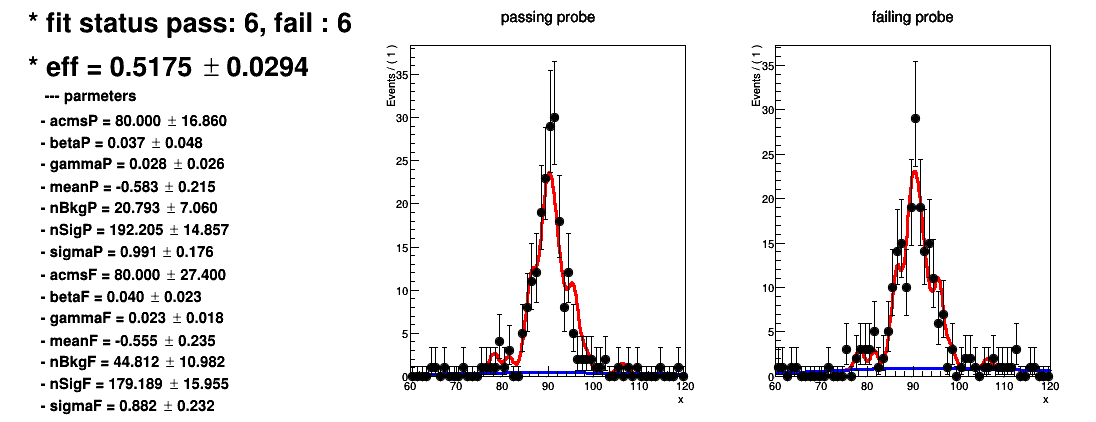 * fit status pass: 6, fail : 6
* eff = 0.5175 ± 0.0294
--- parmeters
- acmsP = 80.000 ± 16.860
- betaP = 0.037 ± 0.048
- gammaP = 0.028 ± 0.026
- meanP = -0.583 ± 0.215
- nBkgP = 20.793 ± 7.060
- nSigP = 192.205 ± 14.857
- sigmaP = 0.991 ± 0.176
- acmsF = 80.000 ± 27.400
- betaF = 0.040 ± 0.023
- gammaF = 0.023 ± 0.018
- meanF = -0.555 ± 0.235
- nBkgF = 44.812 ± 10.982
- nSigF = 179.189 ± 15.955
- sigmaF = 0.882 ± 0.232
passing probe
Events / ( 1 )
35
30
25
20
15
10
5
0
60 70 80 90 100 110 120
x
failing probe
Events / ( 1 )
35
30
25
20
15
10
5
0
60 70 80 90 100 110 120
x